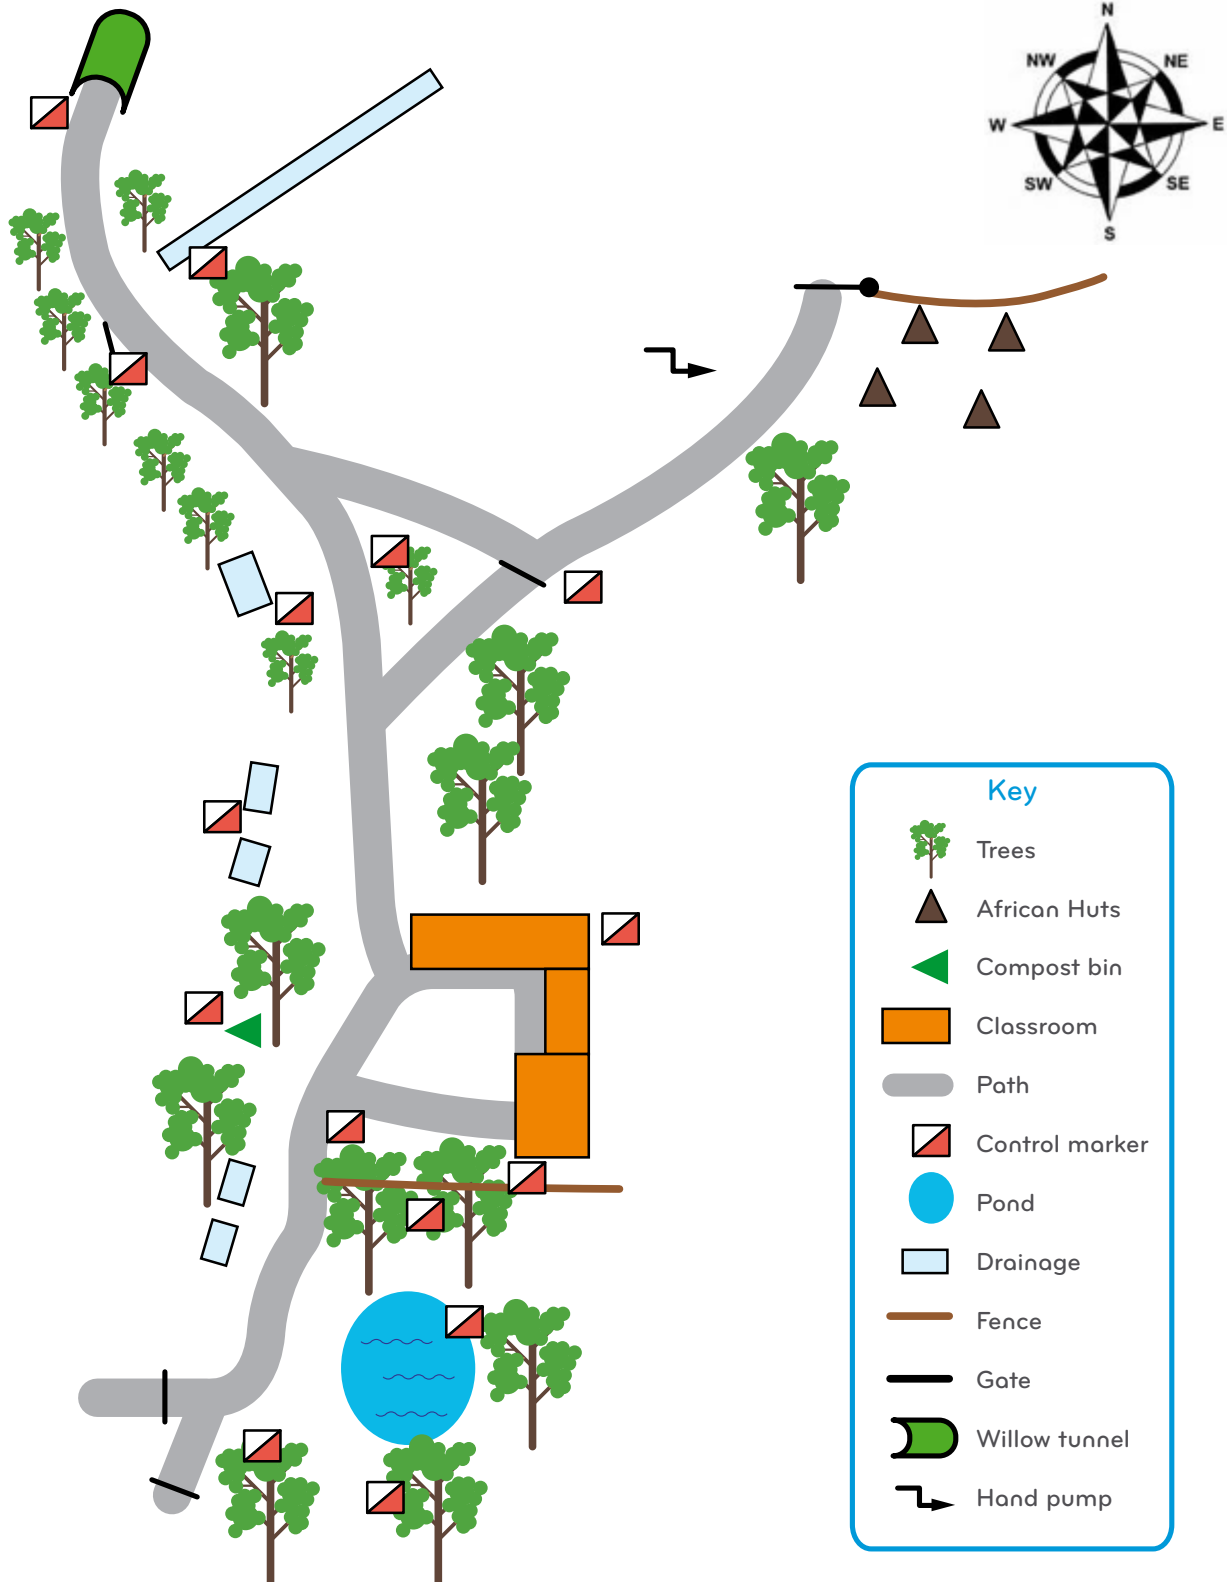 N
NW NE
W E
SW SE
S
Key
Trees
African Huts
Compost bin
Classroom
Path
Control marker
Pond
Drainage
Fence
Gate
Willow tunnel
Hand pump